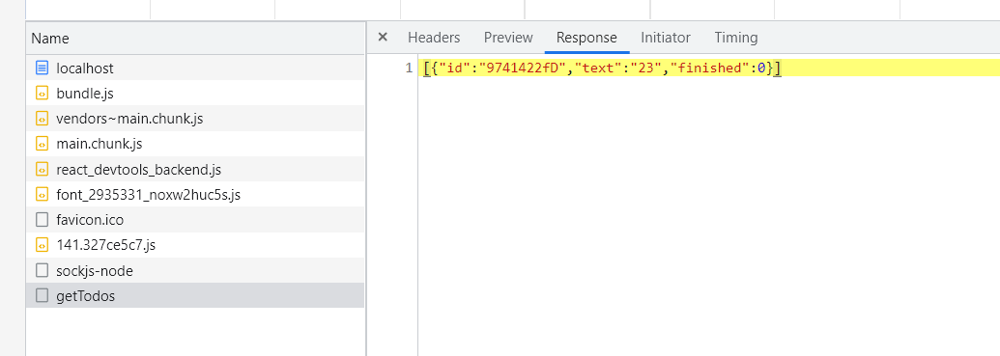 Name
localhost
bundle.js
vendors~main.chunk.js
main.chunk.js
react_devtools_backend.js
font_2935331_noxw2huc5s.js
favicon.ico
141.327ce5c7.js
sockjs-node
getTodos
× Headers Preview Response Initiator Timing
1 [{"id":"9741422fD","text":"23","finished":0}]